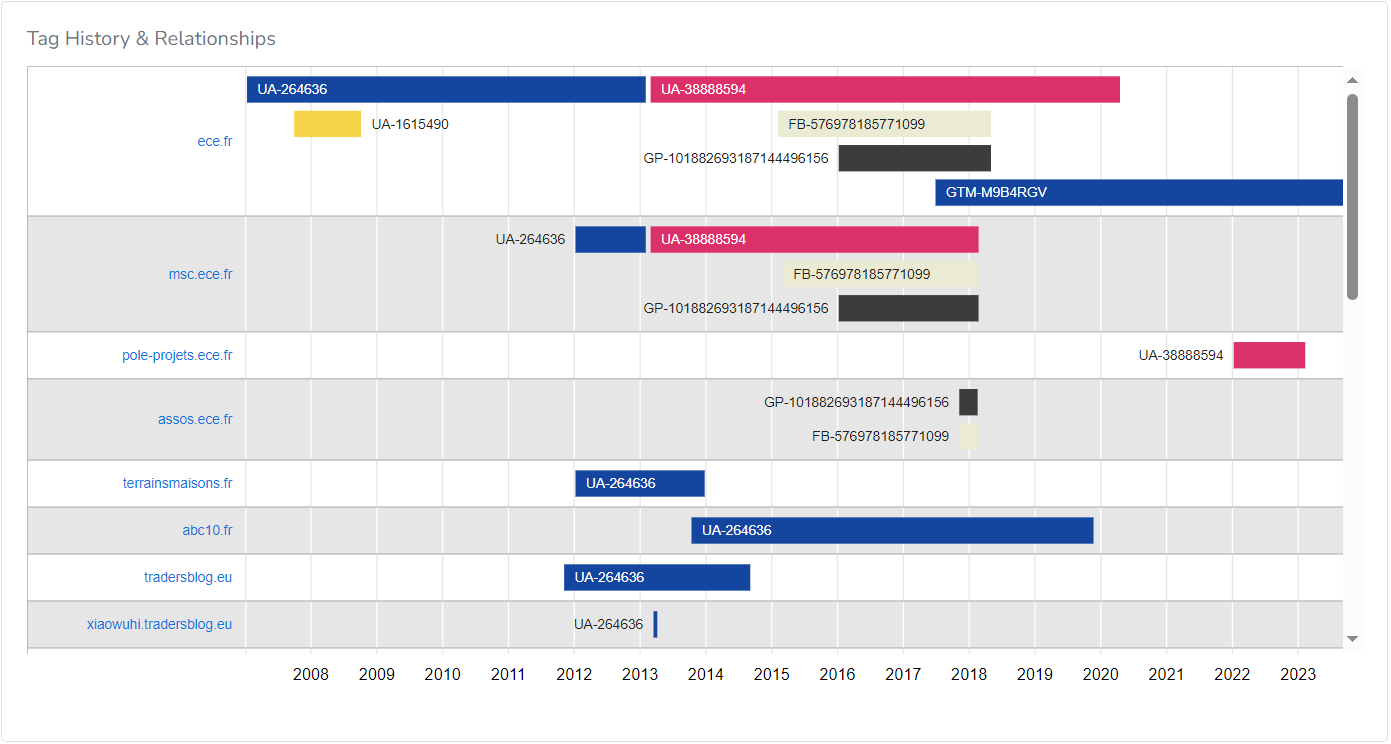 Tag History & Relationships
UA-264636 UA-38888594
UA-1615490 FB-576978185771099
ece.fr
GP-101882693187144496156
GTM-M9B4RGV
UA-264636 UA-38888594
msc.ece.fr FB-576978185771099
GP-101882693187144496156
pole-projets.ece.fr UA-38888594
GP-101882693187144496156
assos.ece.fr
FB-576978185771099
terrainsmaisons.fr UA-264636
abc10.fr UA-264636
tradersblog.eu UA-264636
xiaowuhi.tradersblog.eu UA-264636
2008 2009 2010 2011 2012 2013 2014 2015 2016 2017 2018 2019 2020 2021 2022 2023